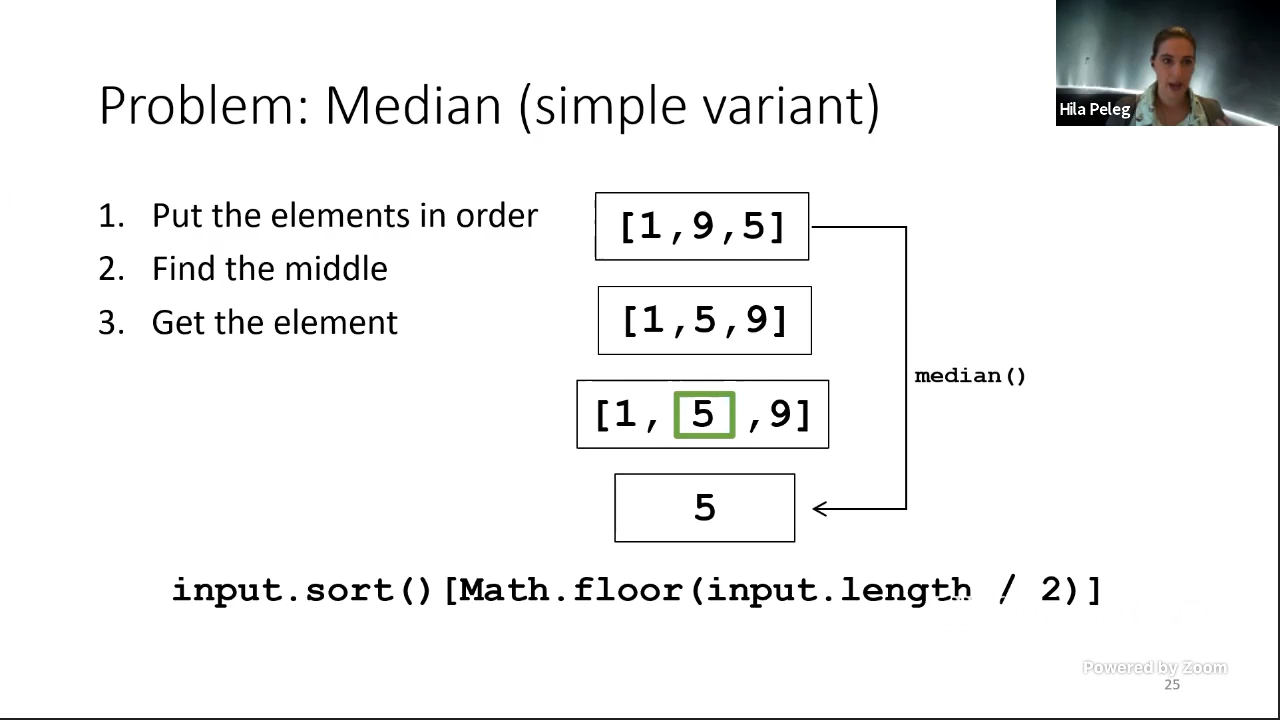 Hila Peleg
Problem: Median (simple variant)
1. Put the elements in order
2. Find the middle
3. Get the element
[1,9,5]
[1,5,9]
[1, 5 ,9]
5
median()
input.sort()[Math.floor(input.length / 2)]
Powered by Zoom
25